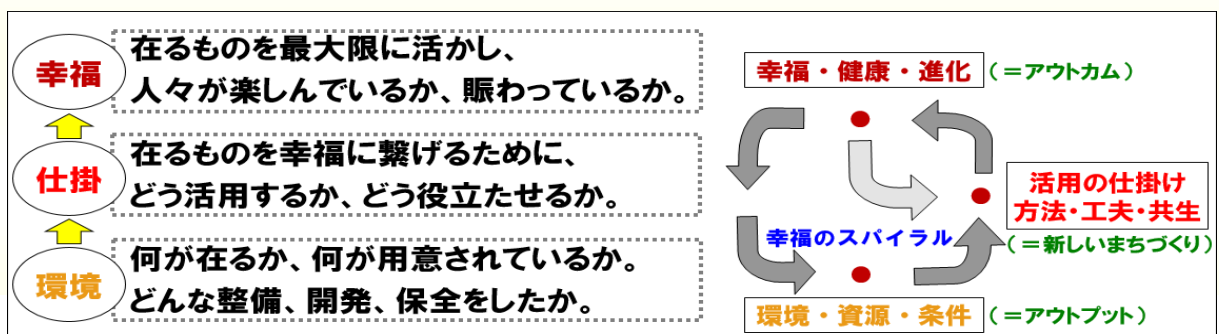 幸福
在るものを最大限に活かし、
人々が楽しんでいるか、賑わっているか。
仕掛
在るものを幸福に繋げるために、
どう活用するか、どう役立たせるか。
環境
何が在るか、何が用意されているか。
どんな整備、開発、保全をしたか。
幸福・健康・進化（＝アウトカム）
活用の仕掛け
方法・工夫・共生
（＝新しいまちづくり）
幸福のスパイラル
環境・資源・条件（＝アウトプット）